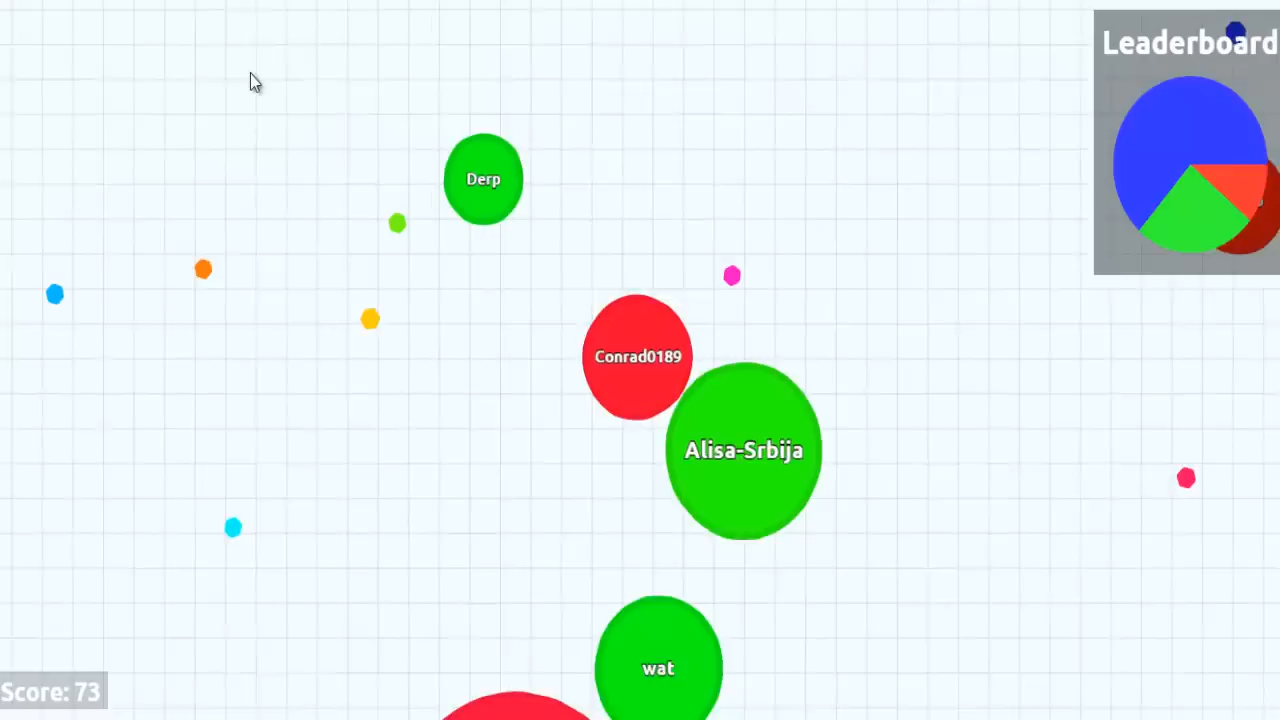 Leaderboard
Derp
Conrad0189
Alisa-Srbija
wat
Score: 73